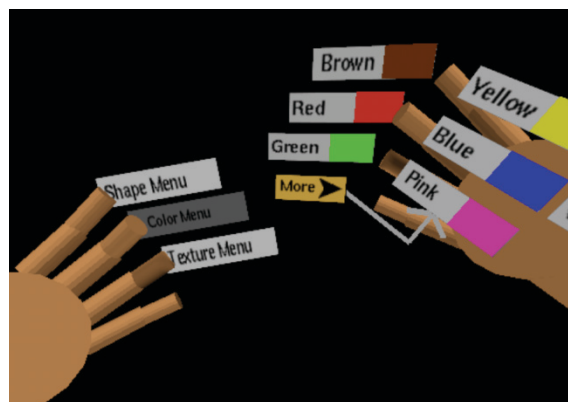 Shape Menu
Color Menu
Texture Menu
Brown
Red
Green
More
Yellow
Blue
Pink